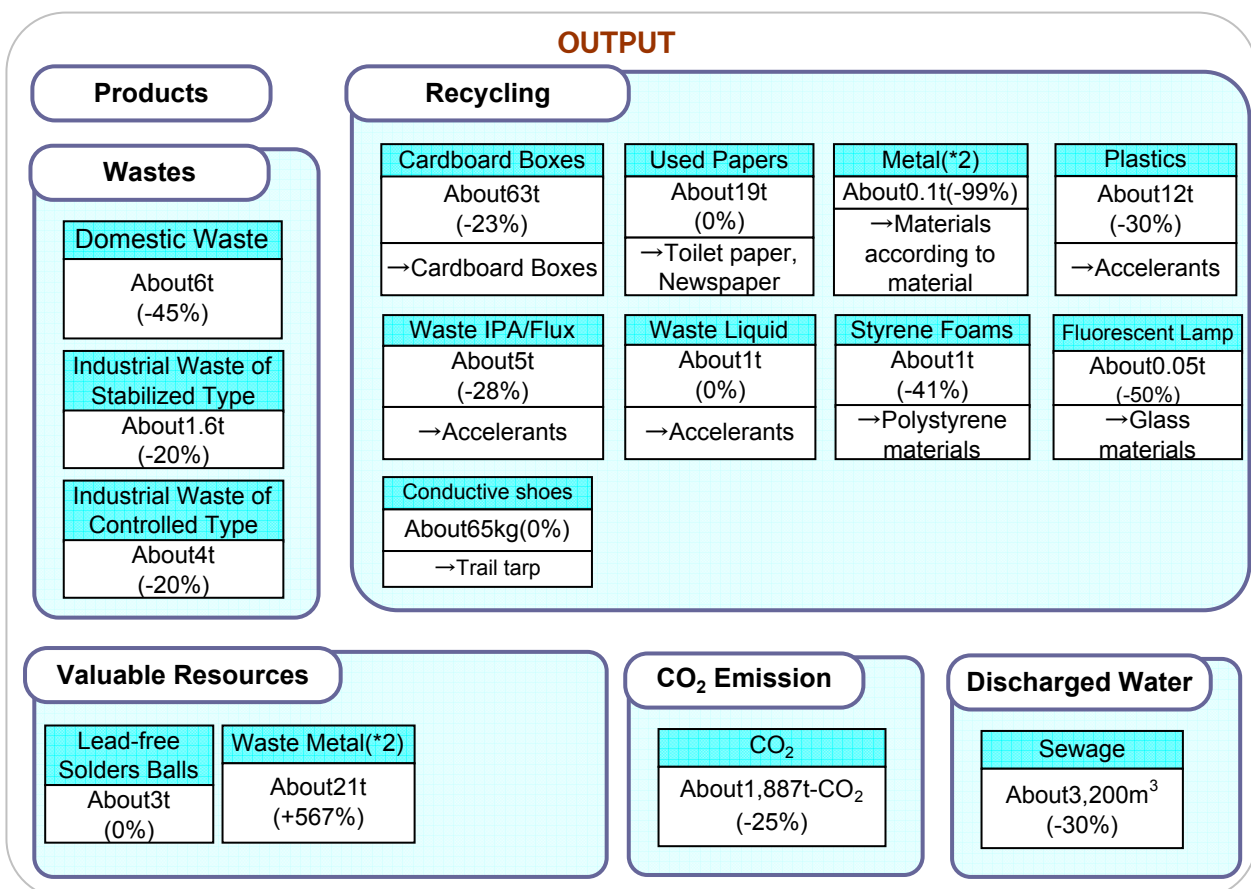 OUTPUT
Products
Wastes
Domestic Waste
About6t
(-45%)
Industrial Waste of
Stabilized Type
About1.6t
(-20%)
Industrial Waste of
Controlled Type
About4t
(-20%)
Recycling
Cardboard Boxes
About63t
(-23%)
→Cardboard Boxes
Used Papers
About19t
(0%)
→Toilet paper,
Newspaper
Metal(*2)
About0.1t(-99%)
→Materials
according to
material
Plastics
About12t
(-30%)
→Accelerants
Waste IPA/Flux
About5t
(-28%)
→Accelerants
Waste Liquid
About1t
(0%)
→Accelerants
Styrene Foams
About1t
(-41%)
→Polystyrene
materials
Fluorescent Lamp
About0.05t
(-50%)
→Glass
materials
Conductive shoes
About65kg(0%)
→Trail tarp
Valuable Resources
Lead-free
Solders Balls
About3t
(0%)
Waste Metal(*2)
About21t
(+567%)
CO₂ Emission
CO₂
About1,887t-CO₂
(-25%)
Discharged Water
Sewage
About3,200m³
(-30%)